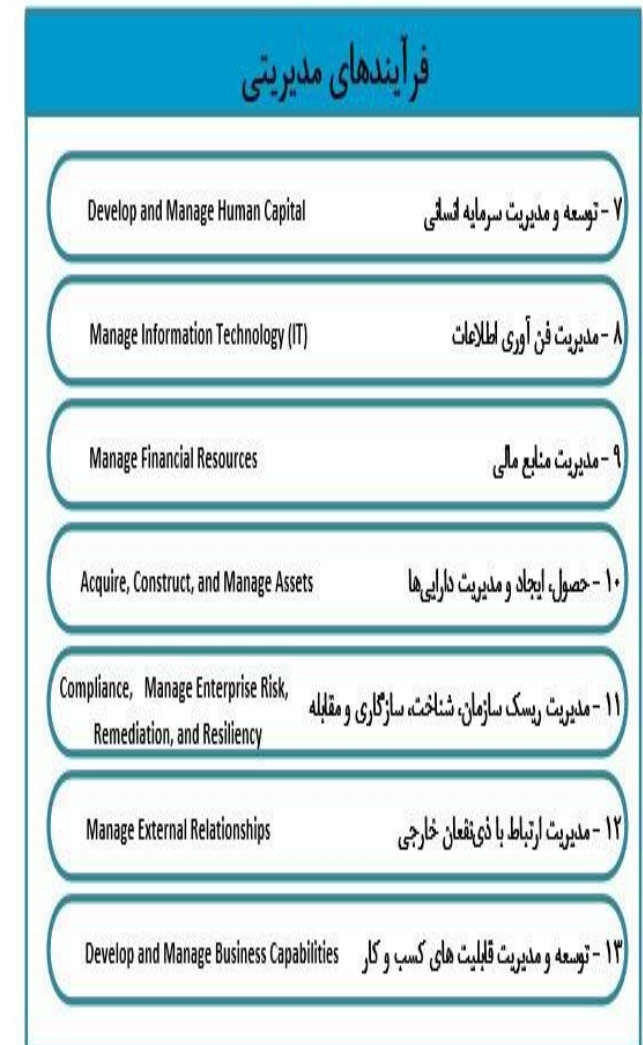 فرآیندهای مدیریتی
۷ - توسعه و مدیریت سرمایه انسانی Develop and Manage Human Capital
۸ - مدیریت فن آوری اطلاعات Manage Information Technology (IT)
۹ - مدیریت منابع مالی Manage Financial Resources
۱۰ - حصول، ایجاد و مدیریت دارایی‌ها Acquire, Construct, and Manage Assets
۱۱ - مدیریت ریسک سازمان، شناخت، سازگاری و مقابله Compliance, Manage Enterprise Risk,
Remediation, and Resiliency
۱۲ - مدیریت ارتباط با ذی‌نفعان خارجی Manage External Relationships
۱۳ - توسعه و مدیریت قابلیت های کسب و کار Develop and Manage Business Capabilities